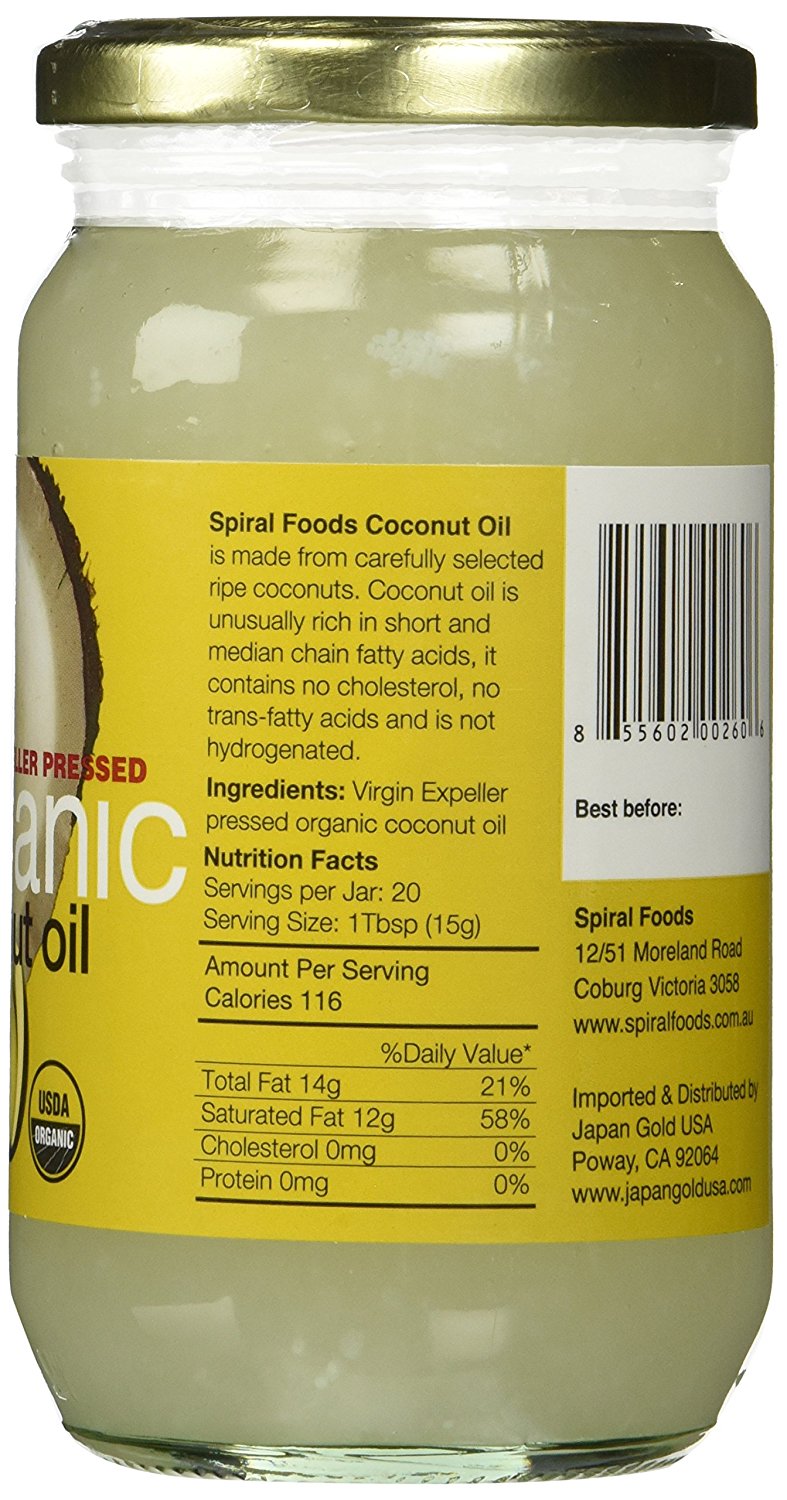 Spiral Foods Coconut Oil
is made from carefully selected
ripe coconuts. Coconut oil is
unusually rich in short and
median chain fatty acids, it
contains no cholesterol, no
trans-fatty acids and is not
hydrogenated.
Ingredients: Virgin Expeller
pressed organic coconut oil
Nutrition Facts
Servings per Jar: 20
Serving Size: 1Tbsp (15g)
Amount Per Serving
Calories 116
%Daily Value*
Total Fat 14g 21%
Saturated Fat 12g 58%
Cholesterol 0mg 0%
Protein 0mg 0%
LLER PRESSED
anic
ut oil
USDA
ORGANIC
8 55602 00260 6
Best before:
Spiral Foods
12/51 Moreland Road
Coburg Victoria 3058
www.spiralfoods.com.au
Imported & Distributed by
Japan Gold USA
Poway, CA 92064
www.japangoldusa.com